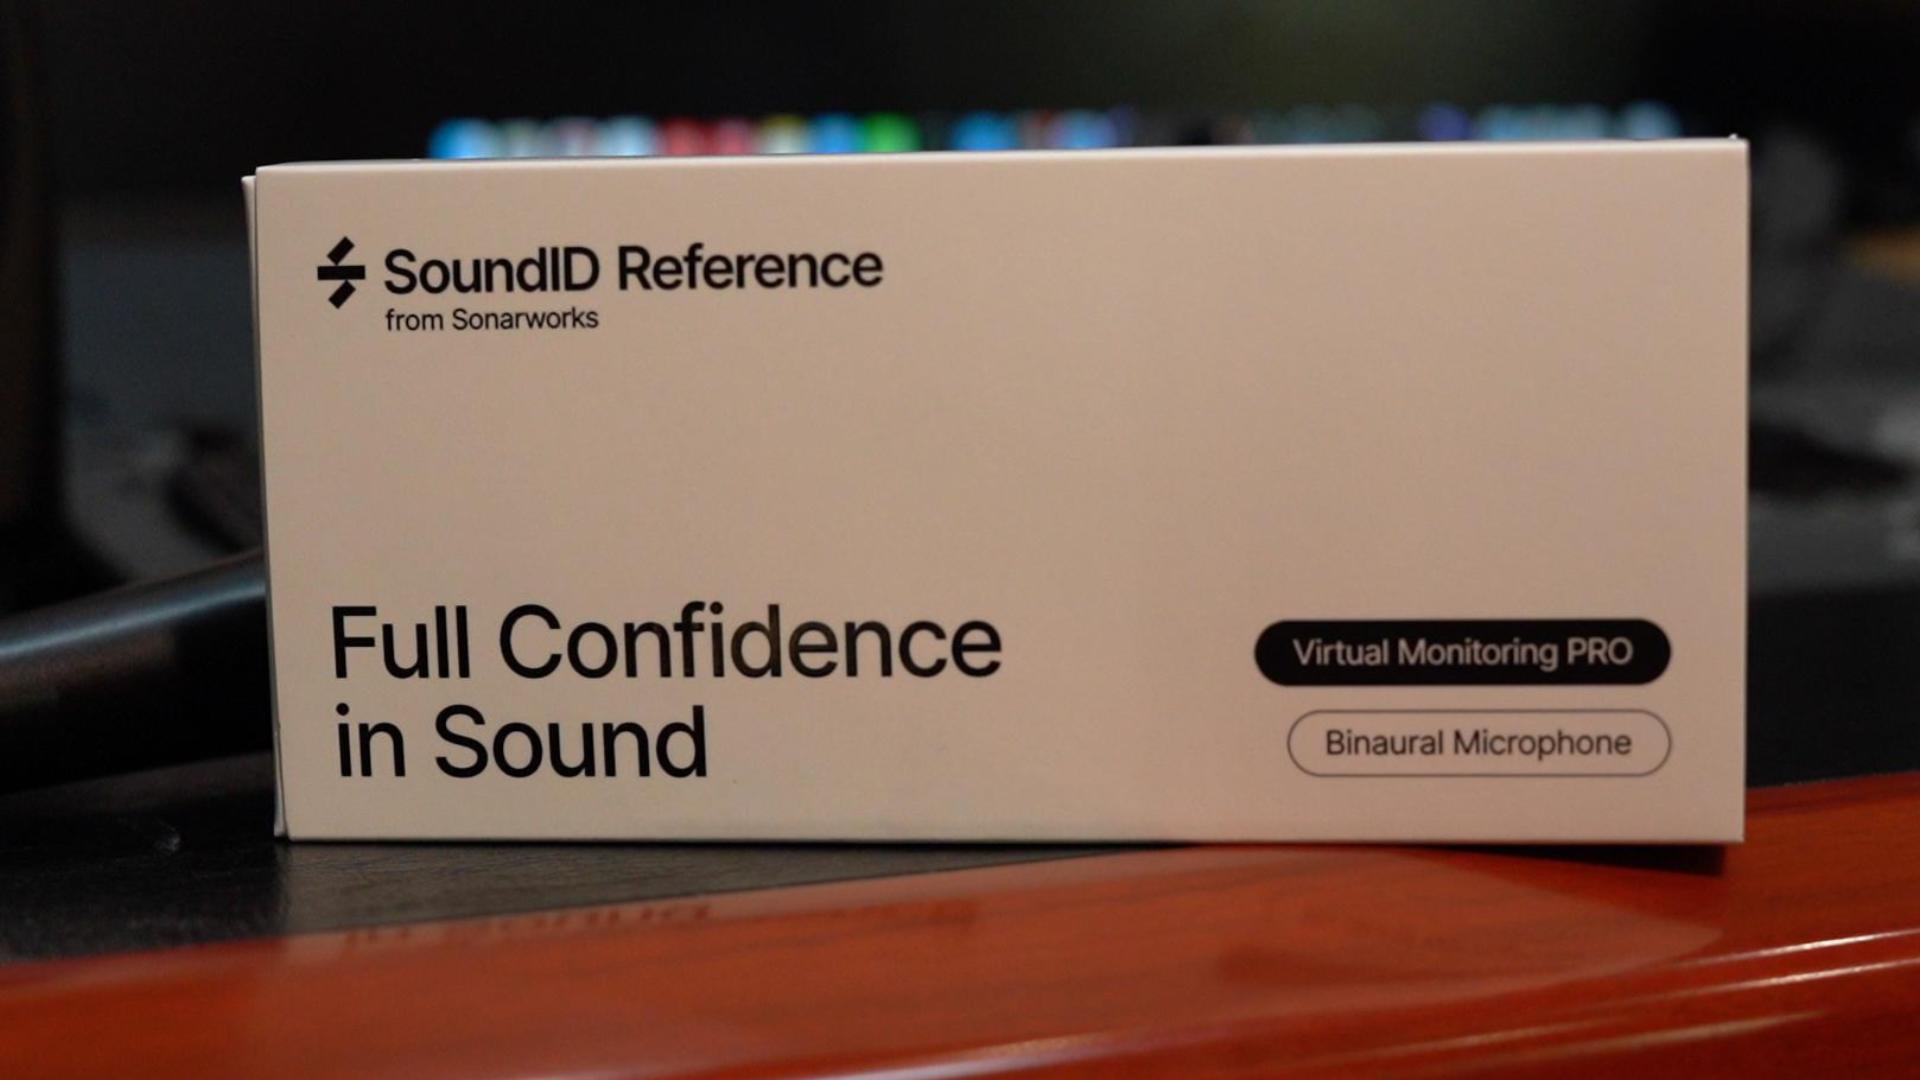 SoundID Reference
from Sonarworks
Full Confidence
in Sound
Virtual Monitoring PRO
Binaural Microphone